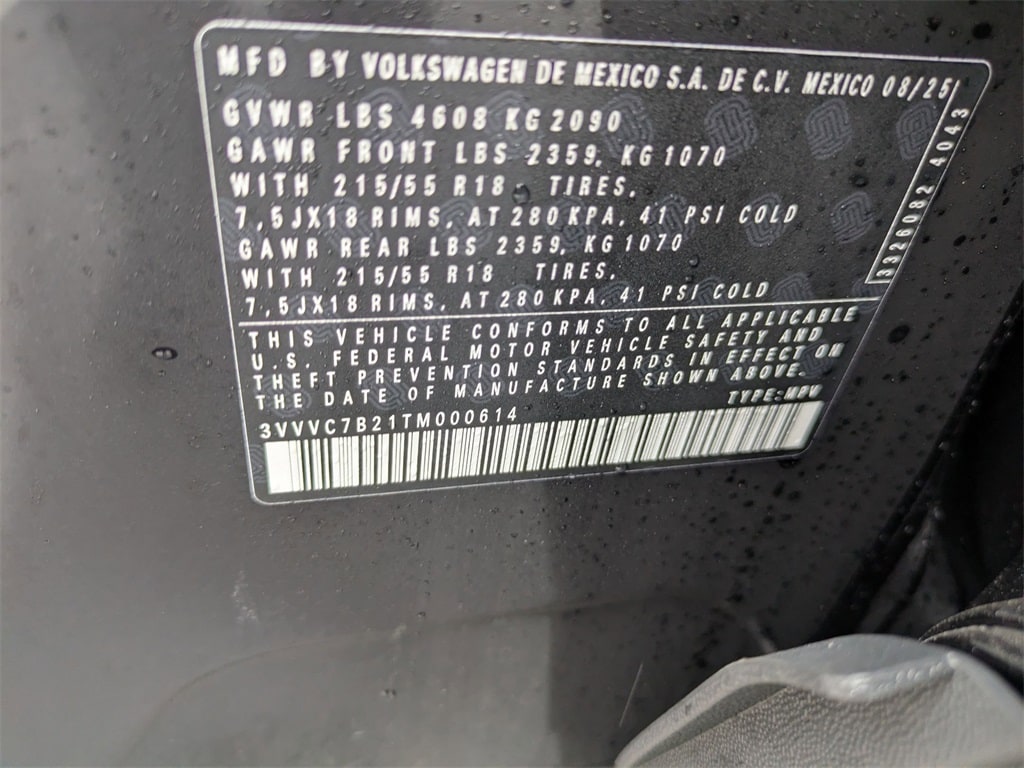 MFD BY VOLKSWAGEN DE MEXICO S.A. DE C.V. MEXICO 08/25
GVWR LBS 4608 KG 2090
GAWR FRONT LBS 2359, KG 1070
WITH 215/55 R18 TIRES,
7,5JX18 RIMS, AT 280 KPA, 41 PSI COLD
GAWR REAR LBS 2359, KG 1070
WITH 215/55 R18 TIRES,
7,5JX18 RIMS, AT 280 KPA, 41 PSI COLD
3326082 4043
THIS VEHICLE CONFORMS TO ALL APPLICABLE
U.S. FEDERAL MOTOR VEHICLE SAFETY AND
THEFT PREVENTION STANDARDS IN EFFECT ON
THE DATE OF MANUFACTURE SHOWN ABOVE.
TYPE:MPV
3VVVC7B21TM000614